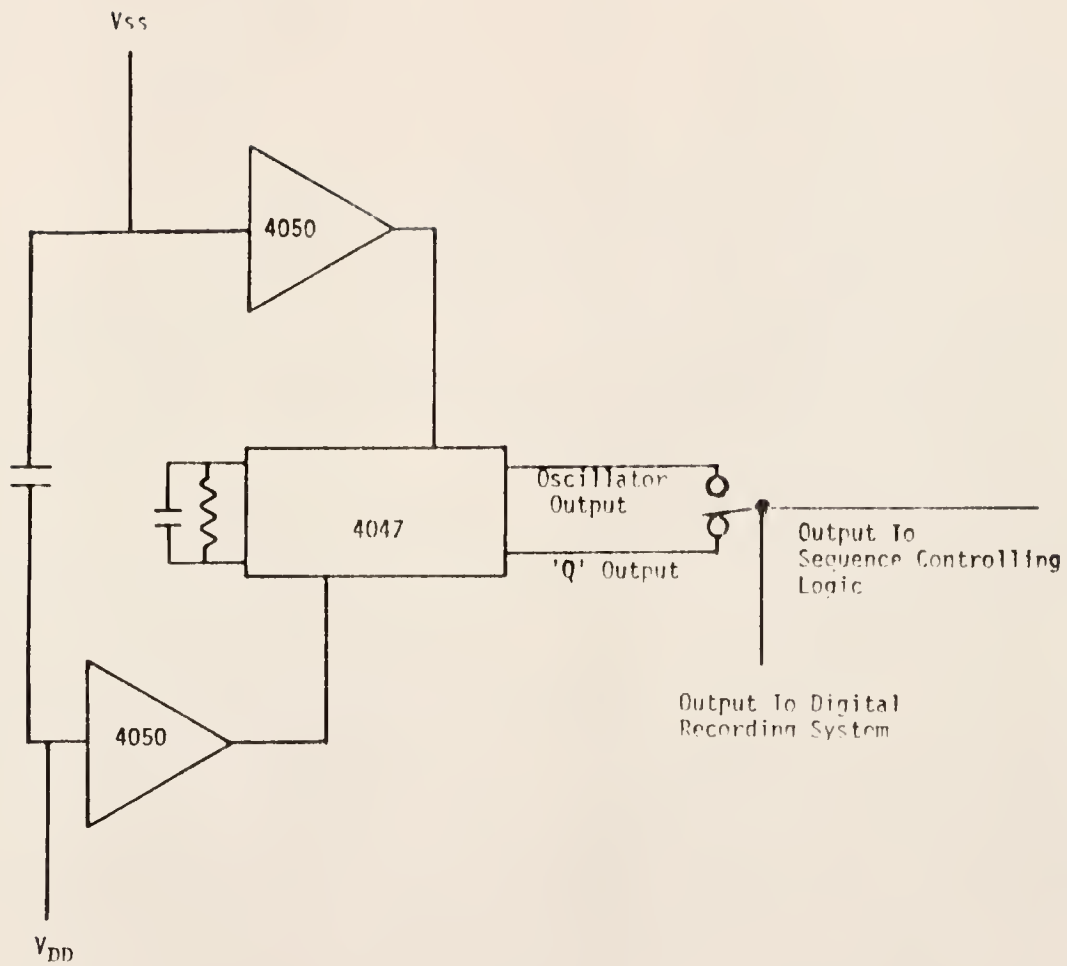 Vss
4050
Oscillator
Output
4047
Output To
Sequence Controlling
Logic
'Q' Output
Output To Digital
Recording System
4050
VDD